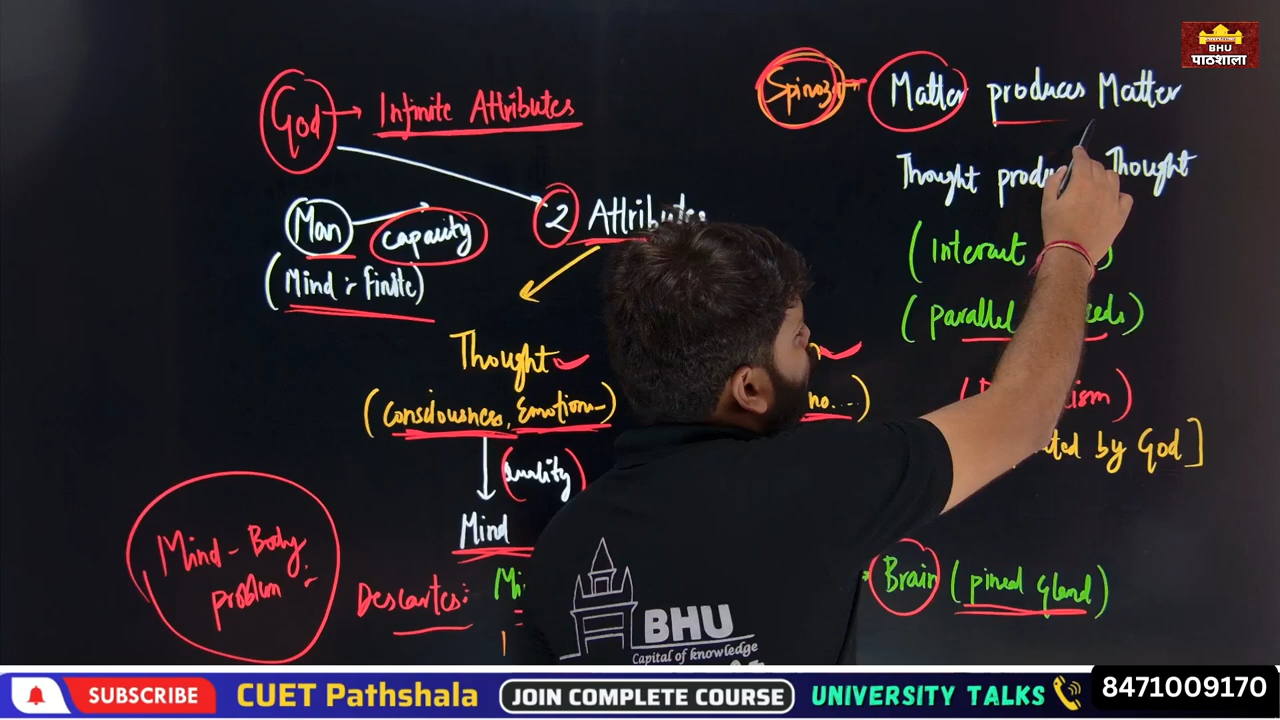 BHU
पाठशाला
God → Infinite Attributes
2 Attributes
Man
capacity
(Mind :- finite)
Thought
(consciousness, Emotions
Quality
Mind
Mind - Body
problem :-
Descartes:
Spinoza → Matter produces Matter
Thought Thought
(Interact
(parallel
by God]
Brain (pineal Gland)
BHU
Capital of knowledge
SUBSCRIBE
CUET Pathshala
JOIN COMPLETE COURSE
UNIVERSITY TALKS
8471009170